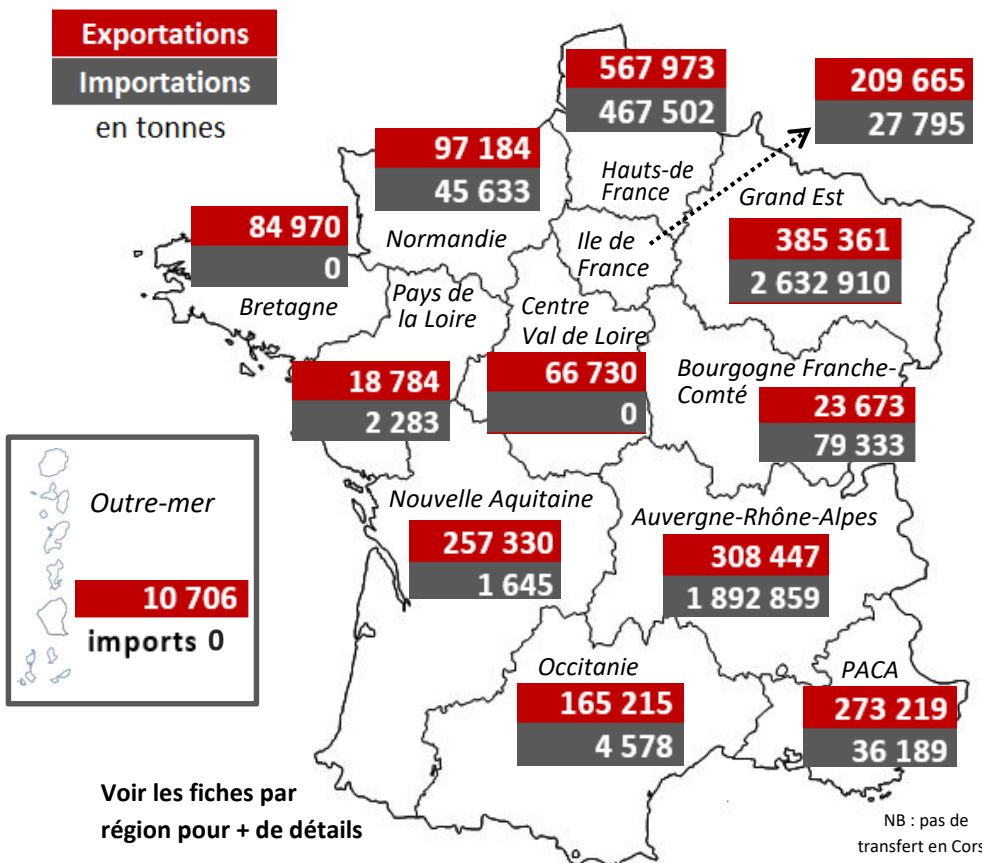 Exportations
Importations
en tonnes
567 973
467 502
209 665
27 795
97 184
45 633
Hauts-de
France
Grand Est
385 361
2 632 910
84 970
0
Normandie
Ile de
France
Bretagne
Pays de
la Loire
Centre
Val de Loire
66 730
0
18 784
2 283
Bourgogne Franche-
Comté
23 673
79 333
Outre-mer
10 706
imports 0
Nouvelle Aquitaine
257 330
1 645
Auvergne-Rhône-Alpes
308 447
1 892 859
Occitanie
165 215
4 578
PACA
273 219
36 189
Voir les fiches par
région pour + de détails
NB : pas de
transfert en Cors